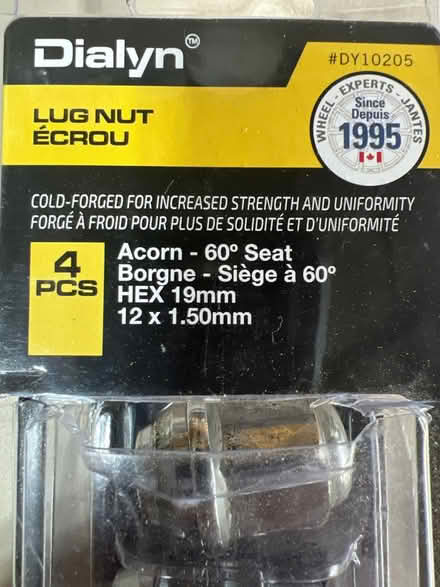 Dialyn™
#DY10205
LUG NUT
ÉCROU
WHEEL - EXPERTS - JANTES
Since
Depuis
1995
COLD-FORGED FOR INCREASED STRENGTH AND UNIFORMITY
FORGÉ À FROID POUR PLUS DE SOLIDITÉ ET D'UNIFORMITÉ
4
PCS
Acorn - 60º Seat
Borgne - Siège à 60º
HEX 19mm
12 x 1.50mm